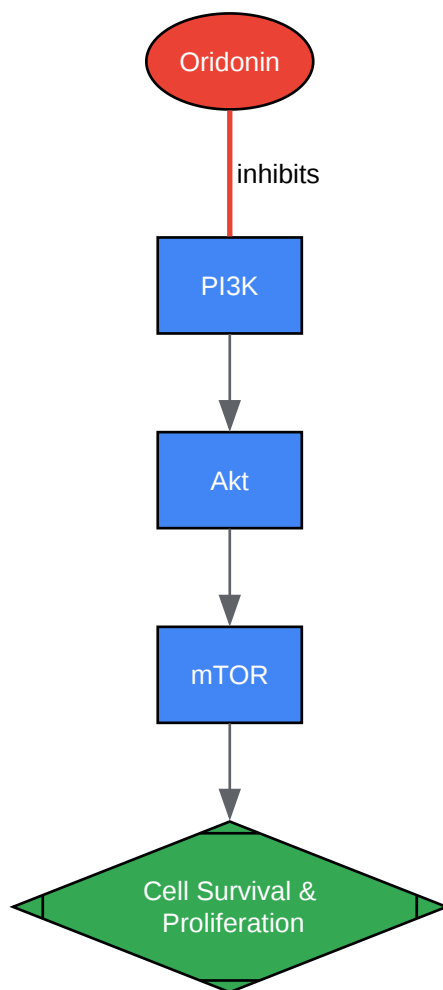 Oridonin
inhibits
PI3K
Akt
mTOR
Cell Survival &
Proliferation